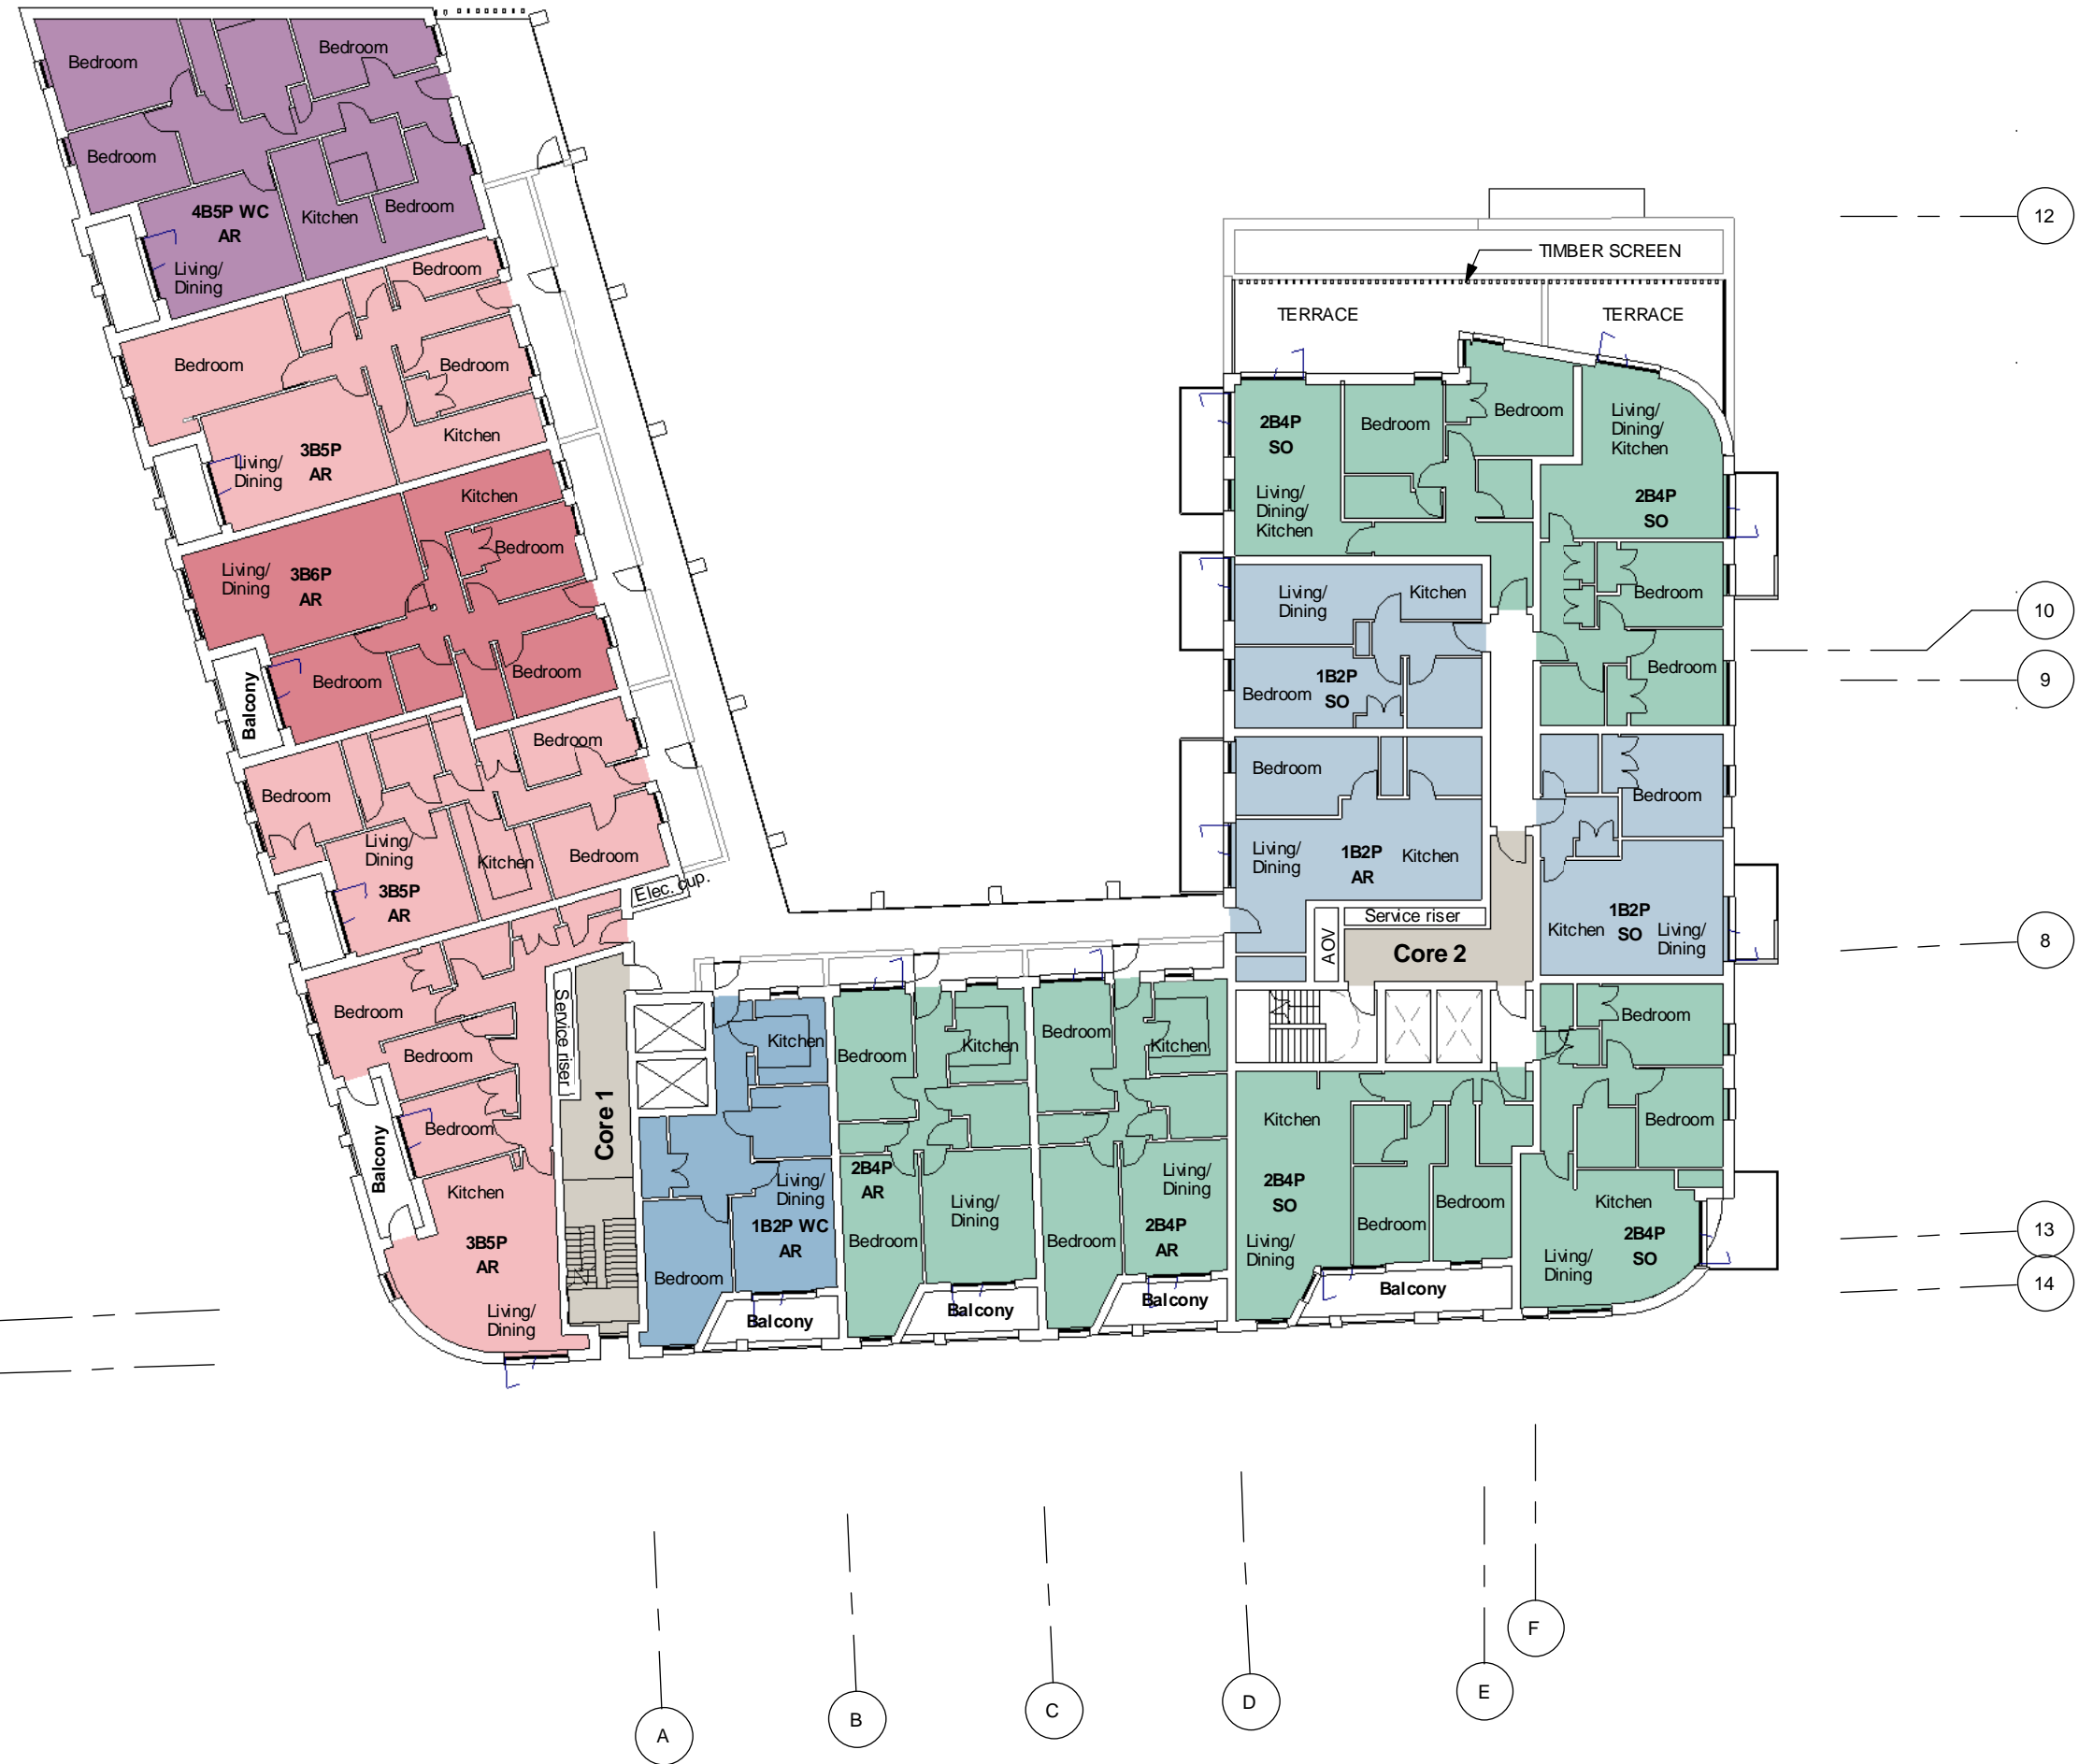 Bedroom
Bedroom
Bedroom
4B5P WC
AR
Kitchen
Bedroom
Living/
Dining
Bedroom
Bedroom
Bedroom
Kitchen
3B5P
AR
Living/
Dining
Kitchen
Bedroom
Living/
Dining
3B6P
AR
Bedroom
Bedroom
Balcony
Bedroom
Bedroom
Living/
Dining
Kitchen
Bedroom
3B5P
AR
Elec. cup.
Bedroom
Bedroom
Bedroom
Balcony
Kitchen
3B5P
AR
Living/
Dining
Service riser
Core 1
Kitchen
Living/
Dining
1B2P WC
AR
Bedroom
Balcony
Bedroom
Kitchen
2B4P
AR
Living/
Dining
Bedroom
Balcony
Bedroom
Kitchen
Living/
Dining
2B4P
AR
Bedroom
Balcony
TIMBER SCREEN
TERRACE
TERRACE
2B4P
SO
Bedroom
Living/
Dining/
Kitchen
Bedroom
Living/
Dining/
Kitchen
2B4P
SO
Bedroom
Bedroom
Living/
Dining
Kitchen
Bedroom
1B2P
SO
Bedroom
Living/
Dining
1B2P
AR
Kitchen
Bedroom
1B2P
SO
Kitchen
Living/
Dining
Service riser
AOV
Core 2
Bedroom
Bedroom
Kitchen
2B4P
SO
Living/
Dining
Kitchen
2B4P
SO
Living/
Dining
Bedroom
Bedroom
Balcony
12
10
9
8
13
14
A
B
C
D
E
F